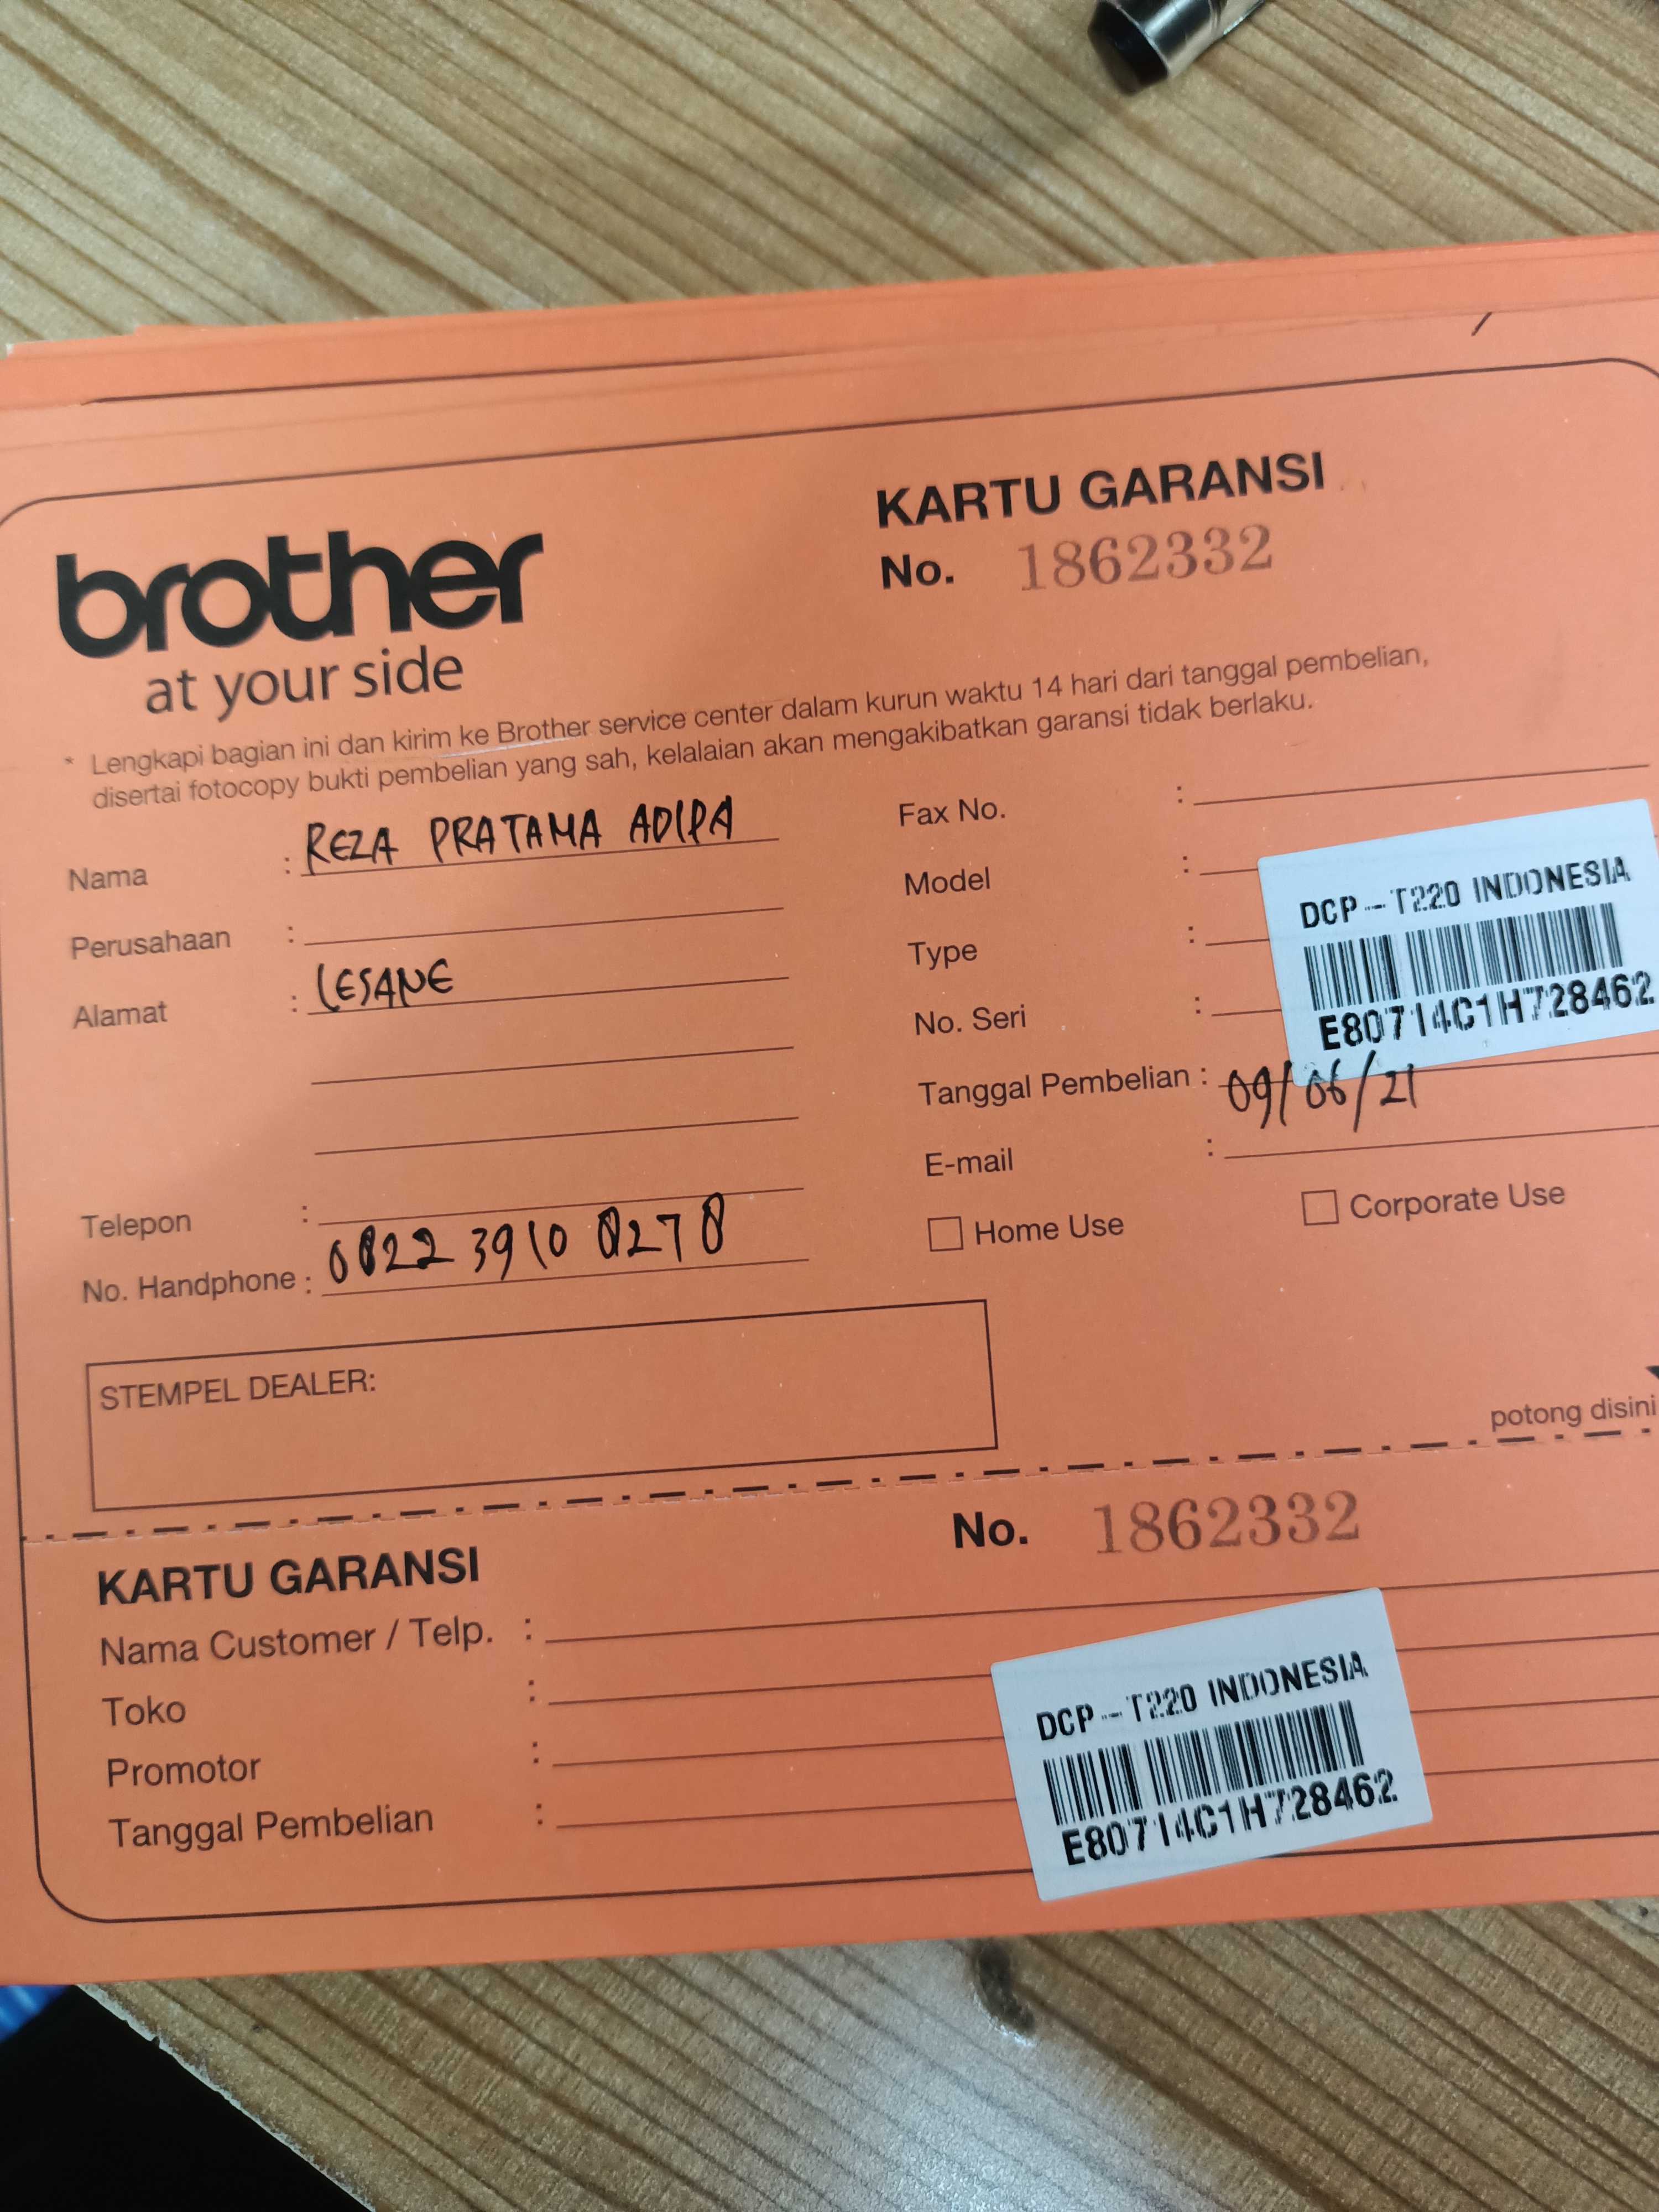 brother
at your side
KARTU GARANSI
No. 1862332
* Lengkapi bagian ini dan kirim ke Brother service center dalam kurun waktu 14 hari dari tanggal pembelian,
disertai fotocopy bukti pembelian yang sah, kelalaian akan mengakibatkan garansi tidak berlaku.
Nama : REZA PRATAMA ADIPA
Perusahaan :
Alamat : LESANE
Telepon :
No. Handphone : 0822 3910 8278
Fax No. :
Model :
Type :
No. Seri :
DCP-T220 INDONESIA
E80714C1H728462
Tanggal Pembelian : 09/06/21
E-mail :
Home Use
Corporate Use
STEMPEL DEALER:
potong disini
KARTU GARANSI
No. 1862332
Nama Customer / Telp. :
Toko :
Promotor :
Tanggal Pembelian :
DCP-T220 INDONESIA
E80714C1H728462